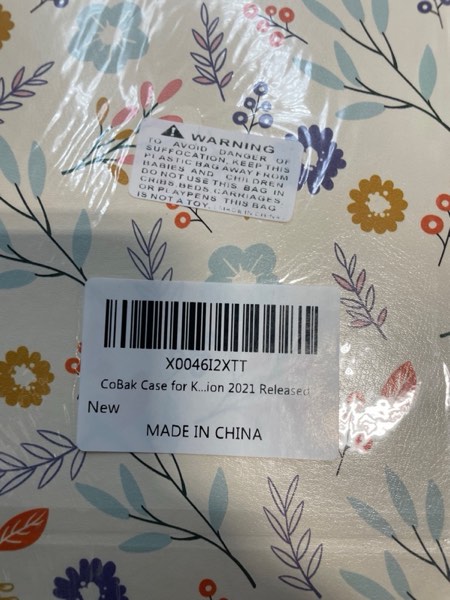 WARNING
TO AVOID DANGER OF
SUFFOCATION, KEEP THIS
PLASTIC BAG AWAY FROM
BABIES AND CHILDREN
DO NOT USE THIS BAG IN
CRIBS, BEDS, CARRIAGES,
OR PLAYPENS. THIS BAG
IS NOT A TOY.
X0046I2XTT
CoBak Case for K...ion 2021 Released
New
MADE IN CHINA